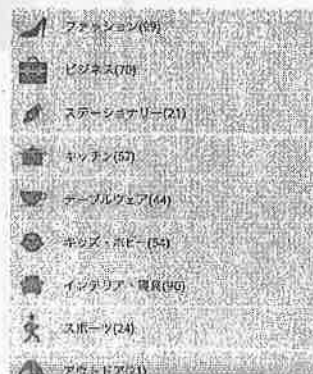 ファッション(69)
ビジネス(70)
ステーショナリー(21)
キッチン(57)
テーブルウェア(44)
キッズ・ホビー(54)
インテリア・寝具(90)
スポーツ(24)
アウトドア(21)